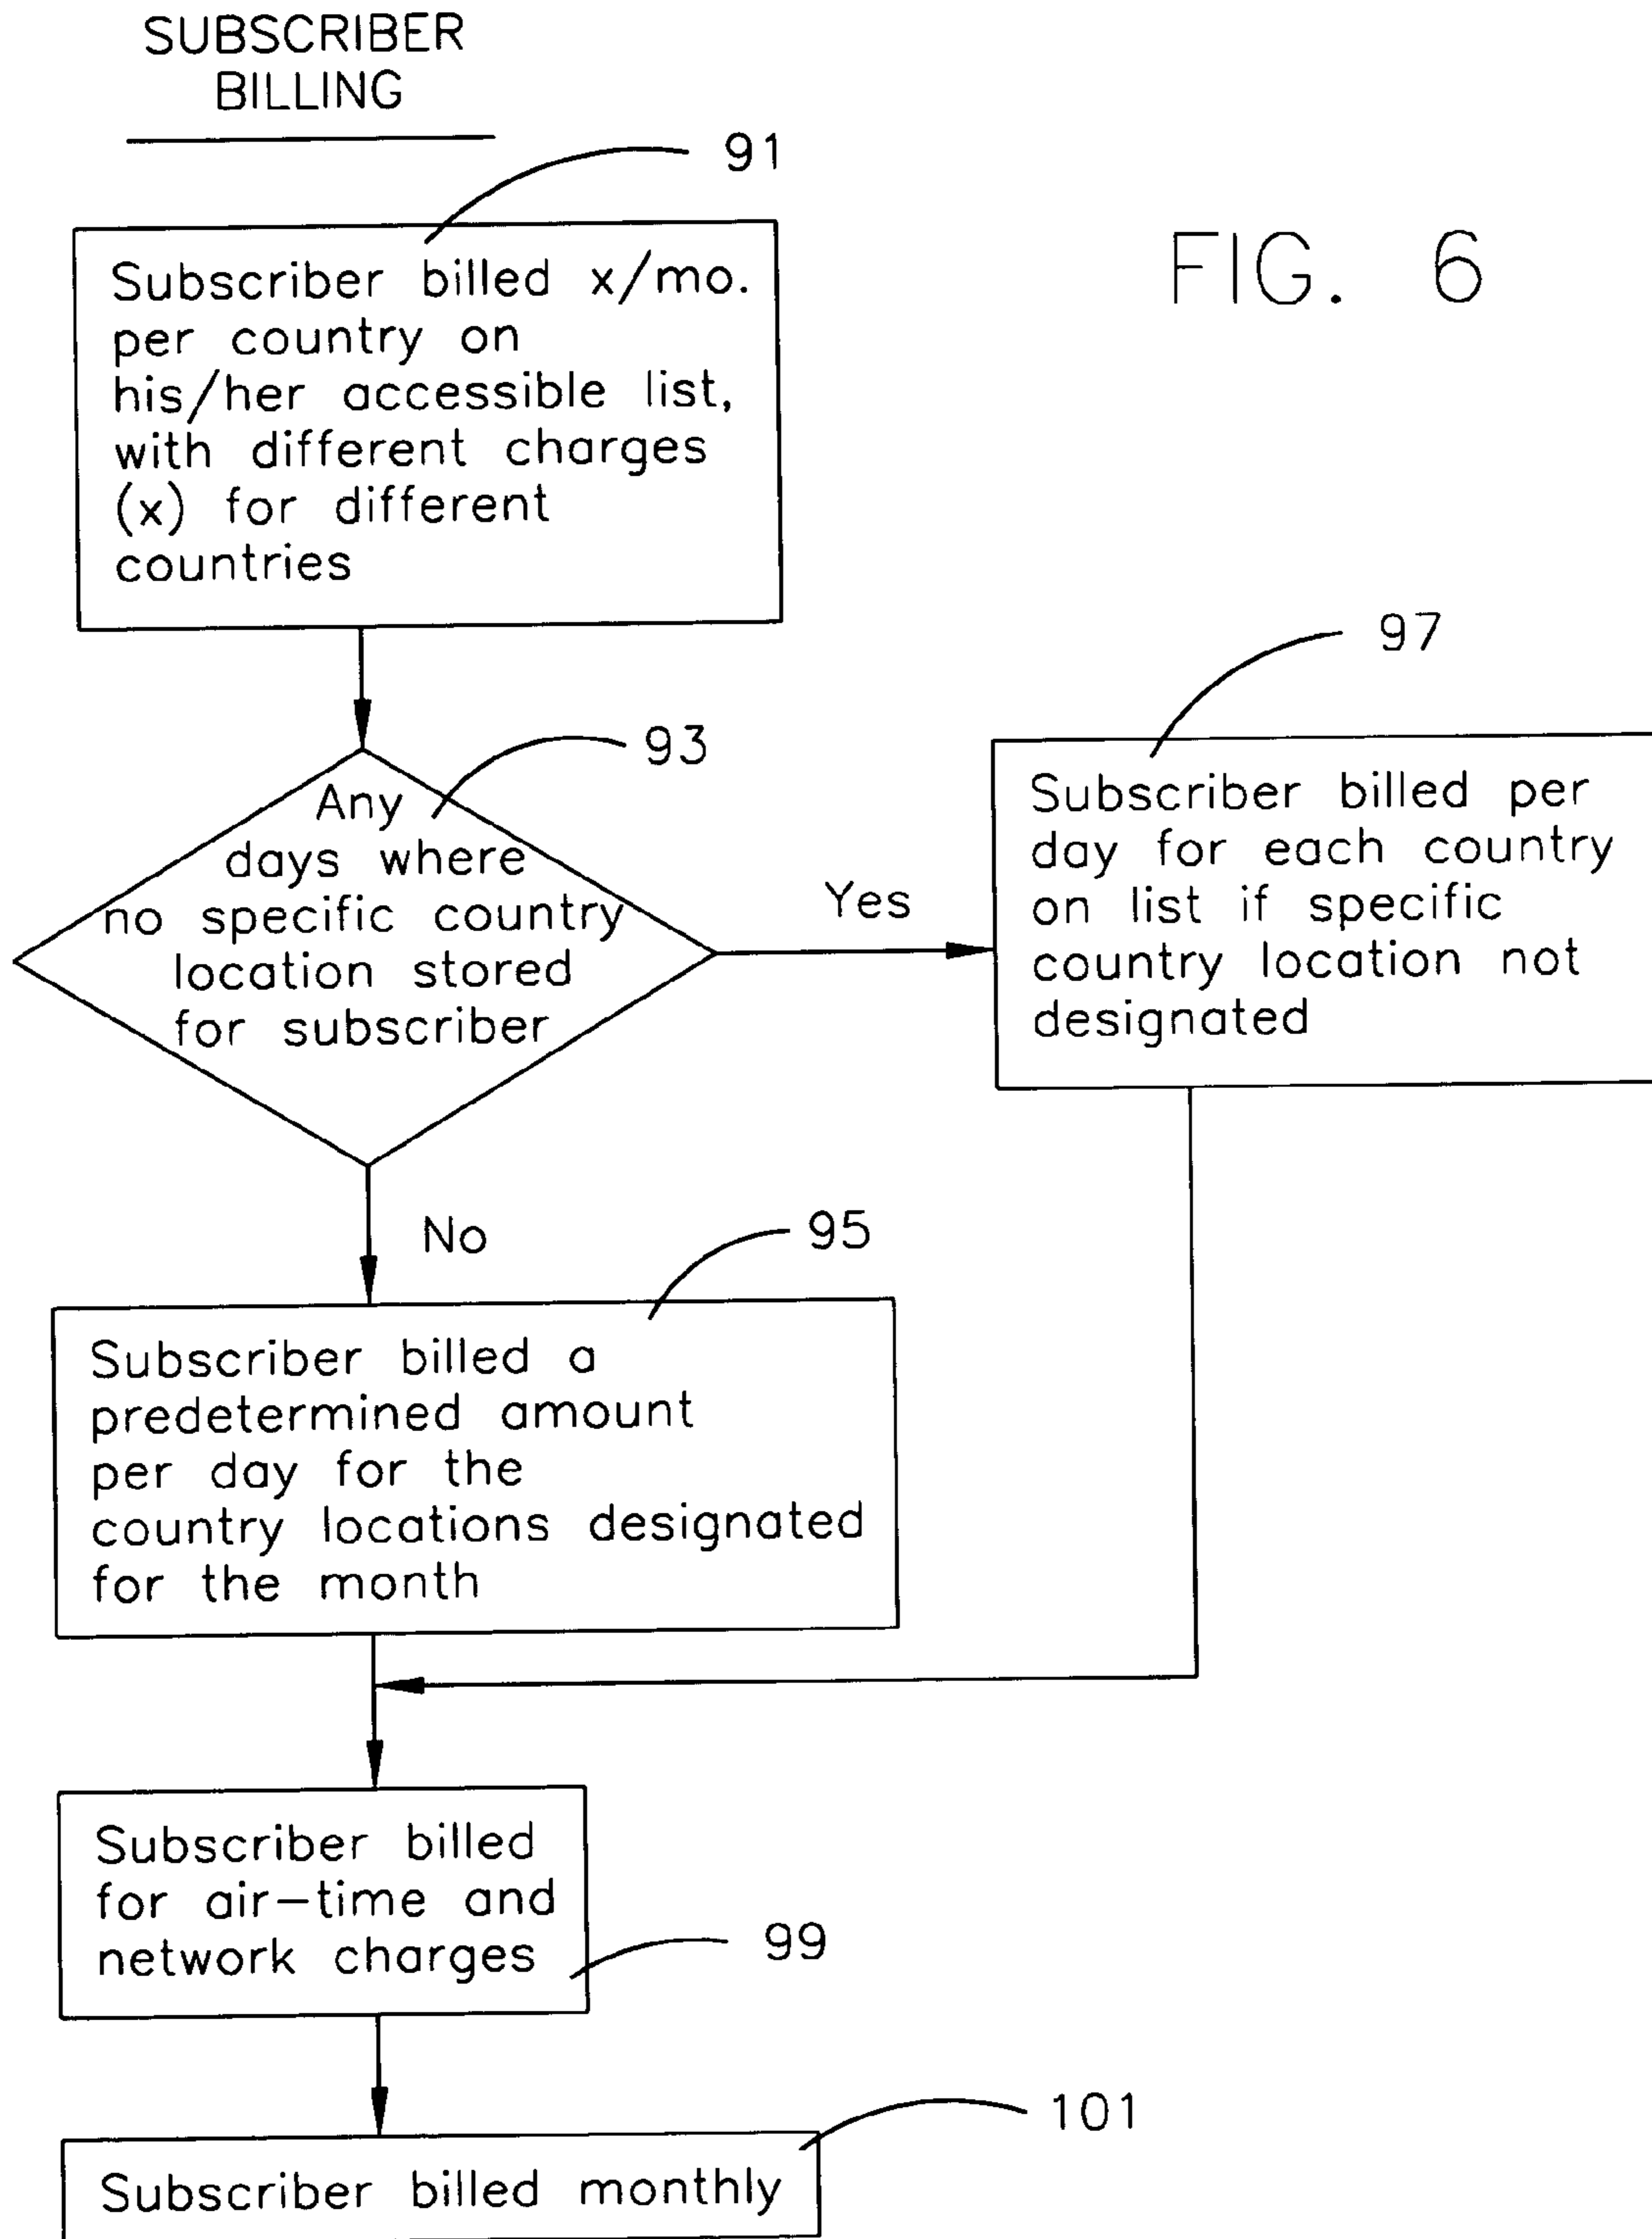 SUBSCRIBER
BILLING
91
FIG. 6
Subscriber billed x/mo.
per country on
his/her accessible list,
with different charges
(x) for different
countries
97
93
Any
days where
no specific country
location stored
for subscriber
Yes
Subscriber billed per
day for each country
on list if specific
country location not
designated
No
95
Subscriber billed a
predetermined amount
per day for the
country locations designated
for the month
Subscriber billed
for air-time and
network charges
99
101
Subscriber billed monthly